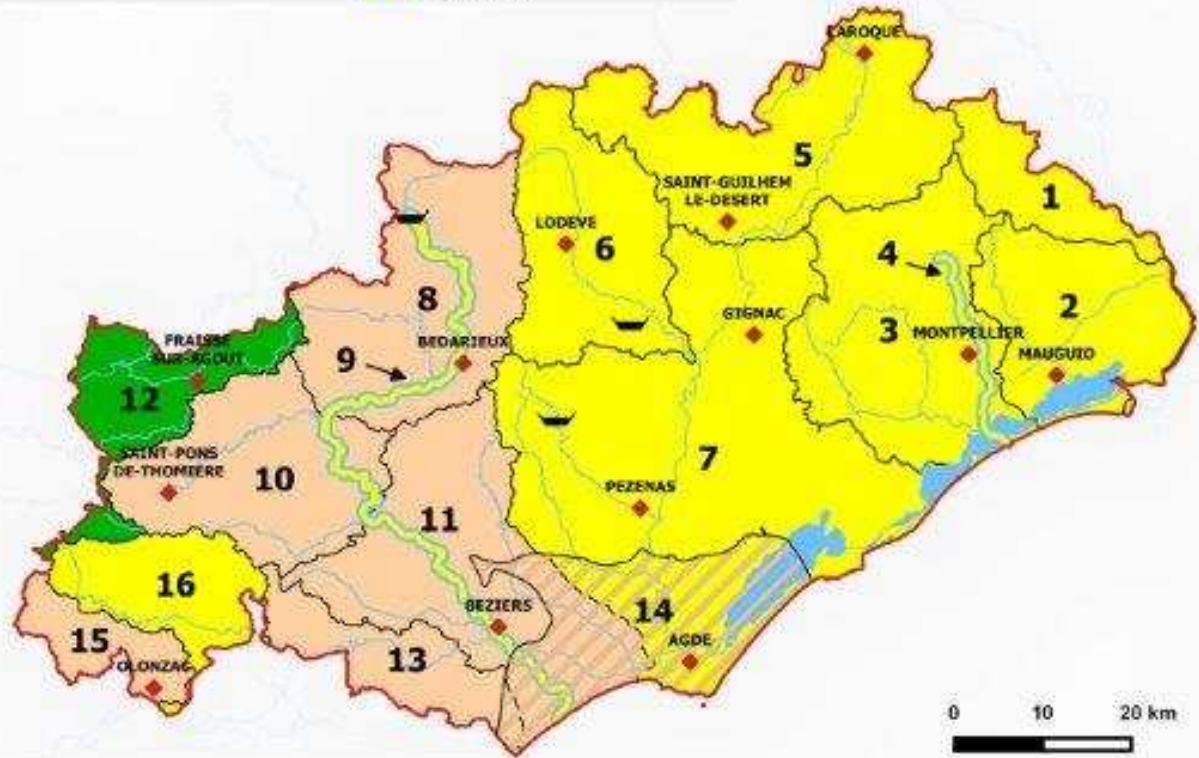 LAROQUE
5
1
SAINT-GUILHEM
LE-DESERT
LODEVE
6
4
8
GIGNAC
3
2
MONTPELLIER
BEDARIEUX
9
MAUGUIO
FRAISSE
SUR-AGOUT
12
SAINT-PONS
DE-THOMIERE
10
7
PEZENAS
11
16
BEZIERS
14
15
AGDE
13
OLONZAC
0 10 20 km